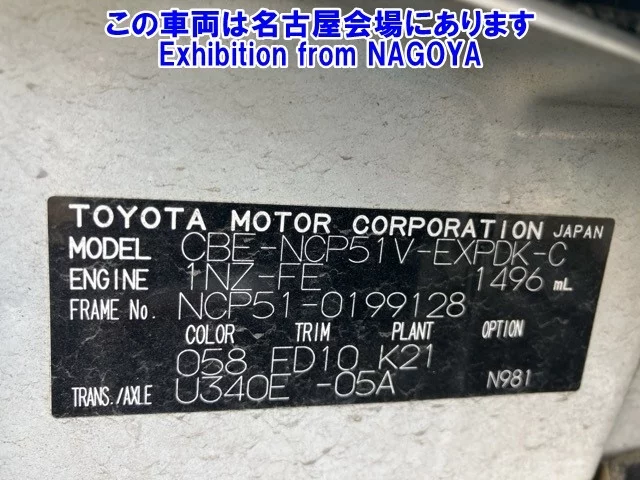 この車両は名古屋会場にあります
Exhibition from NAGOYA
TOYOTA MOTOR CORPORATION JAPAN
MODEL CBE-NCP51V-EXPDK-C
ENGINE 1NZ-FE 1496 mL
FRAME No. NCP51-0199128
COLOR TRIM PLANT OPTION
058 FD10 K21
TRANS./AXLE U340E -05A N981